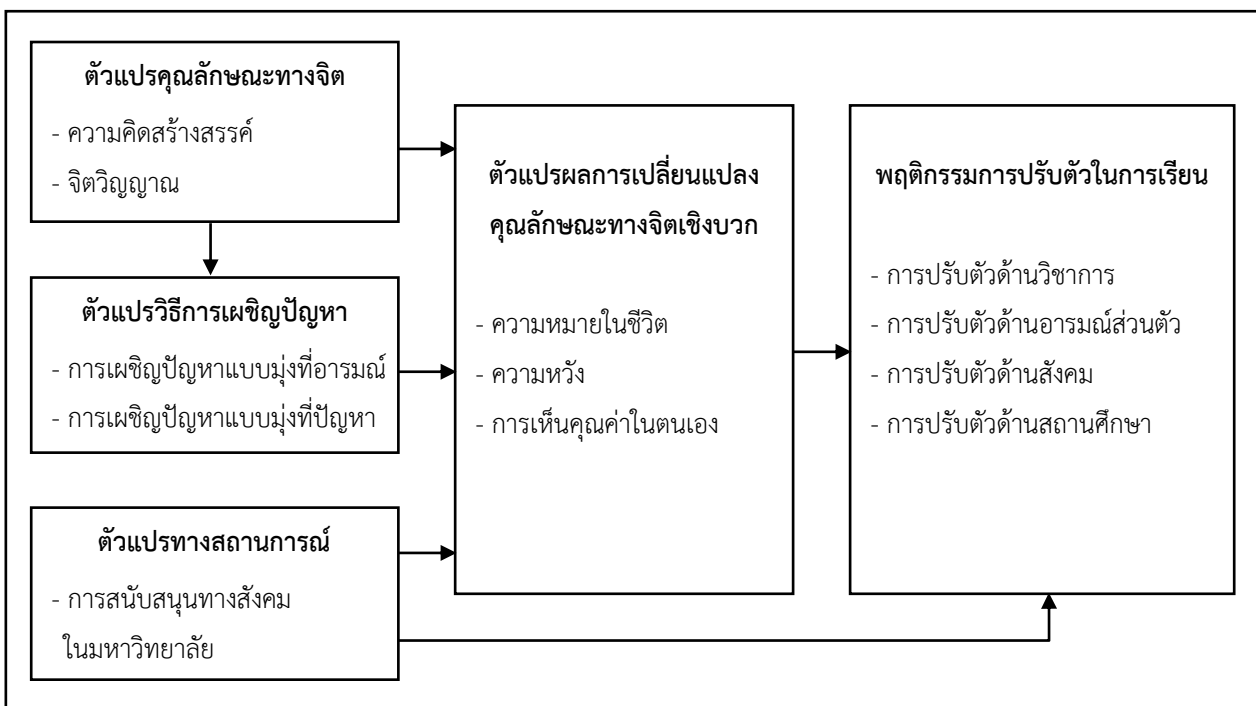 ตัวแปรคุณลักษณะทางจิต
- ความคิดสร้างสรรค์
- จิตวิญญาณ
ตัวแปรวิธีการเผชิญปัญหา
- การเผชิญปัญหาแบบมุ่งที่อารมณ์
- การเผชิญปัญหาแบบมุ่งที่ปัญหา
ตัวแปรทางสถานการณ์
- การสนับสนุนทางสังคม
ในมหาวิทยาลัย
ตัวแปรผลการเปลี่ยนแปลง
คุณลักษณะทางจิตเชิงบวก
- ความหมายในชีวิต
- ความหวัง
- การเห็นคุณค่าในตนเอง
พฤติกรรมการปรับตัวในการเรียน
- การปรับตัวด้านวิชาการ
- การปรับตัวด้านอารมณ์ส่วนตัว
- การปรับตัวด้านสังคม
- การปรับตัวด้านสถานศึกษา